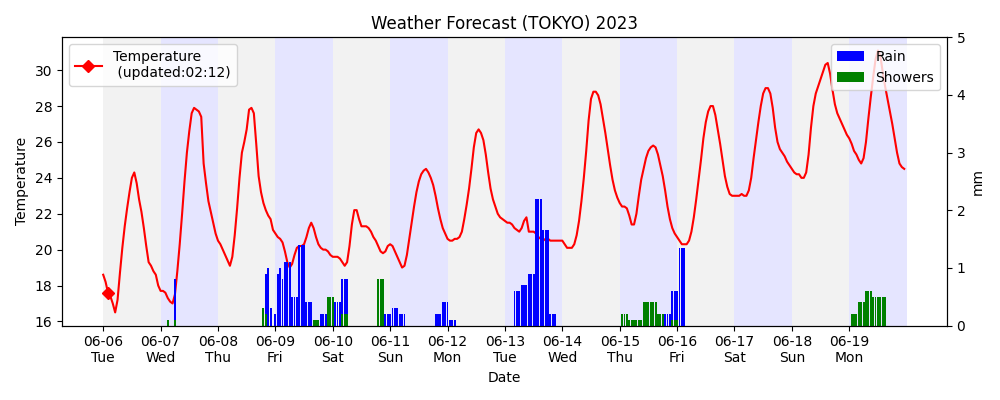 Weather Forecast (TOKYO) 2023
Temperature
(updated:02:12)
Rain
Showers
Temperature
30
28
26
24
22
20
18
16
5
4
3
2
1
0
mm
06-06 06-07 06-08 06-09 06-10 06-11 06-12 06-13 06-14 06-15 06-16 06-17 06-18 06-19
Tue Wed Thu Fri Sat Sun Mon Tue Wed Thu Fri Sat Sun Mon
Date